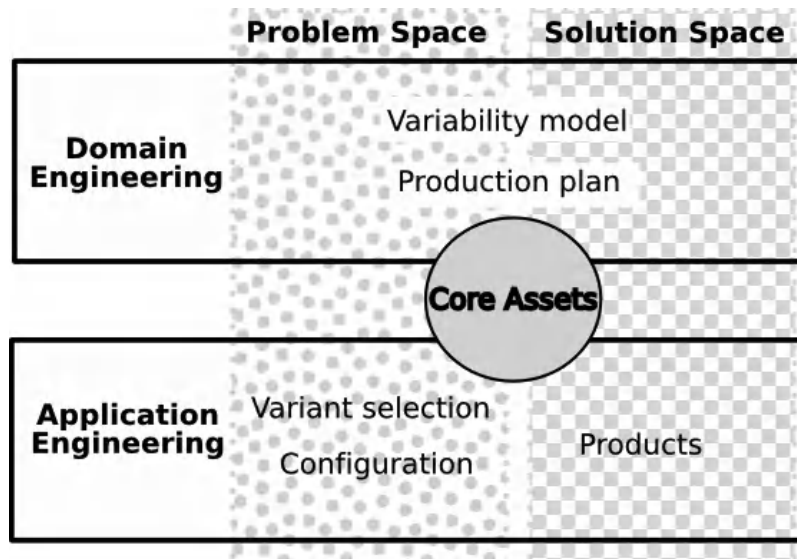 Problem Space
Solution Space
Domain
Engineering
Variability model
Production plan
Core Assets
Application
Engineering
Variant selection
Configuration
Products